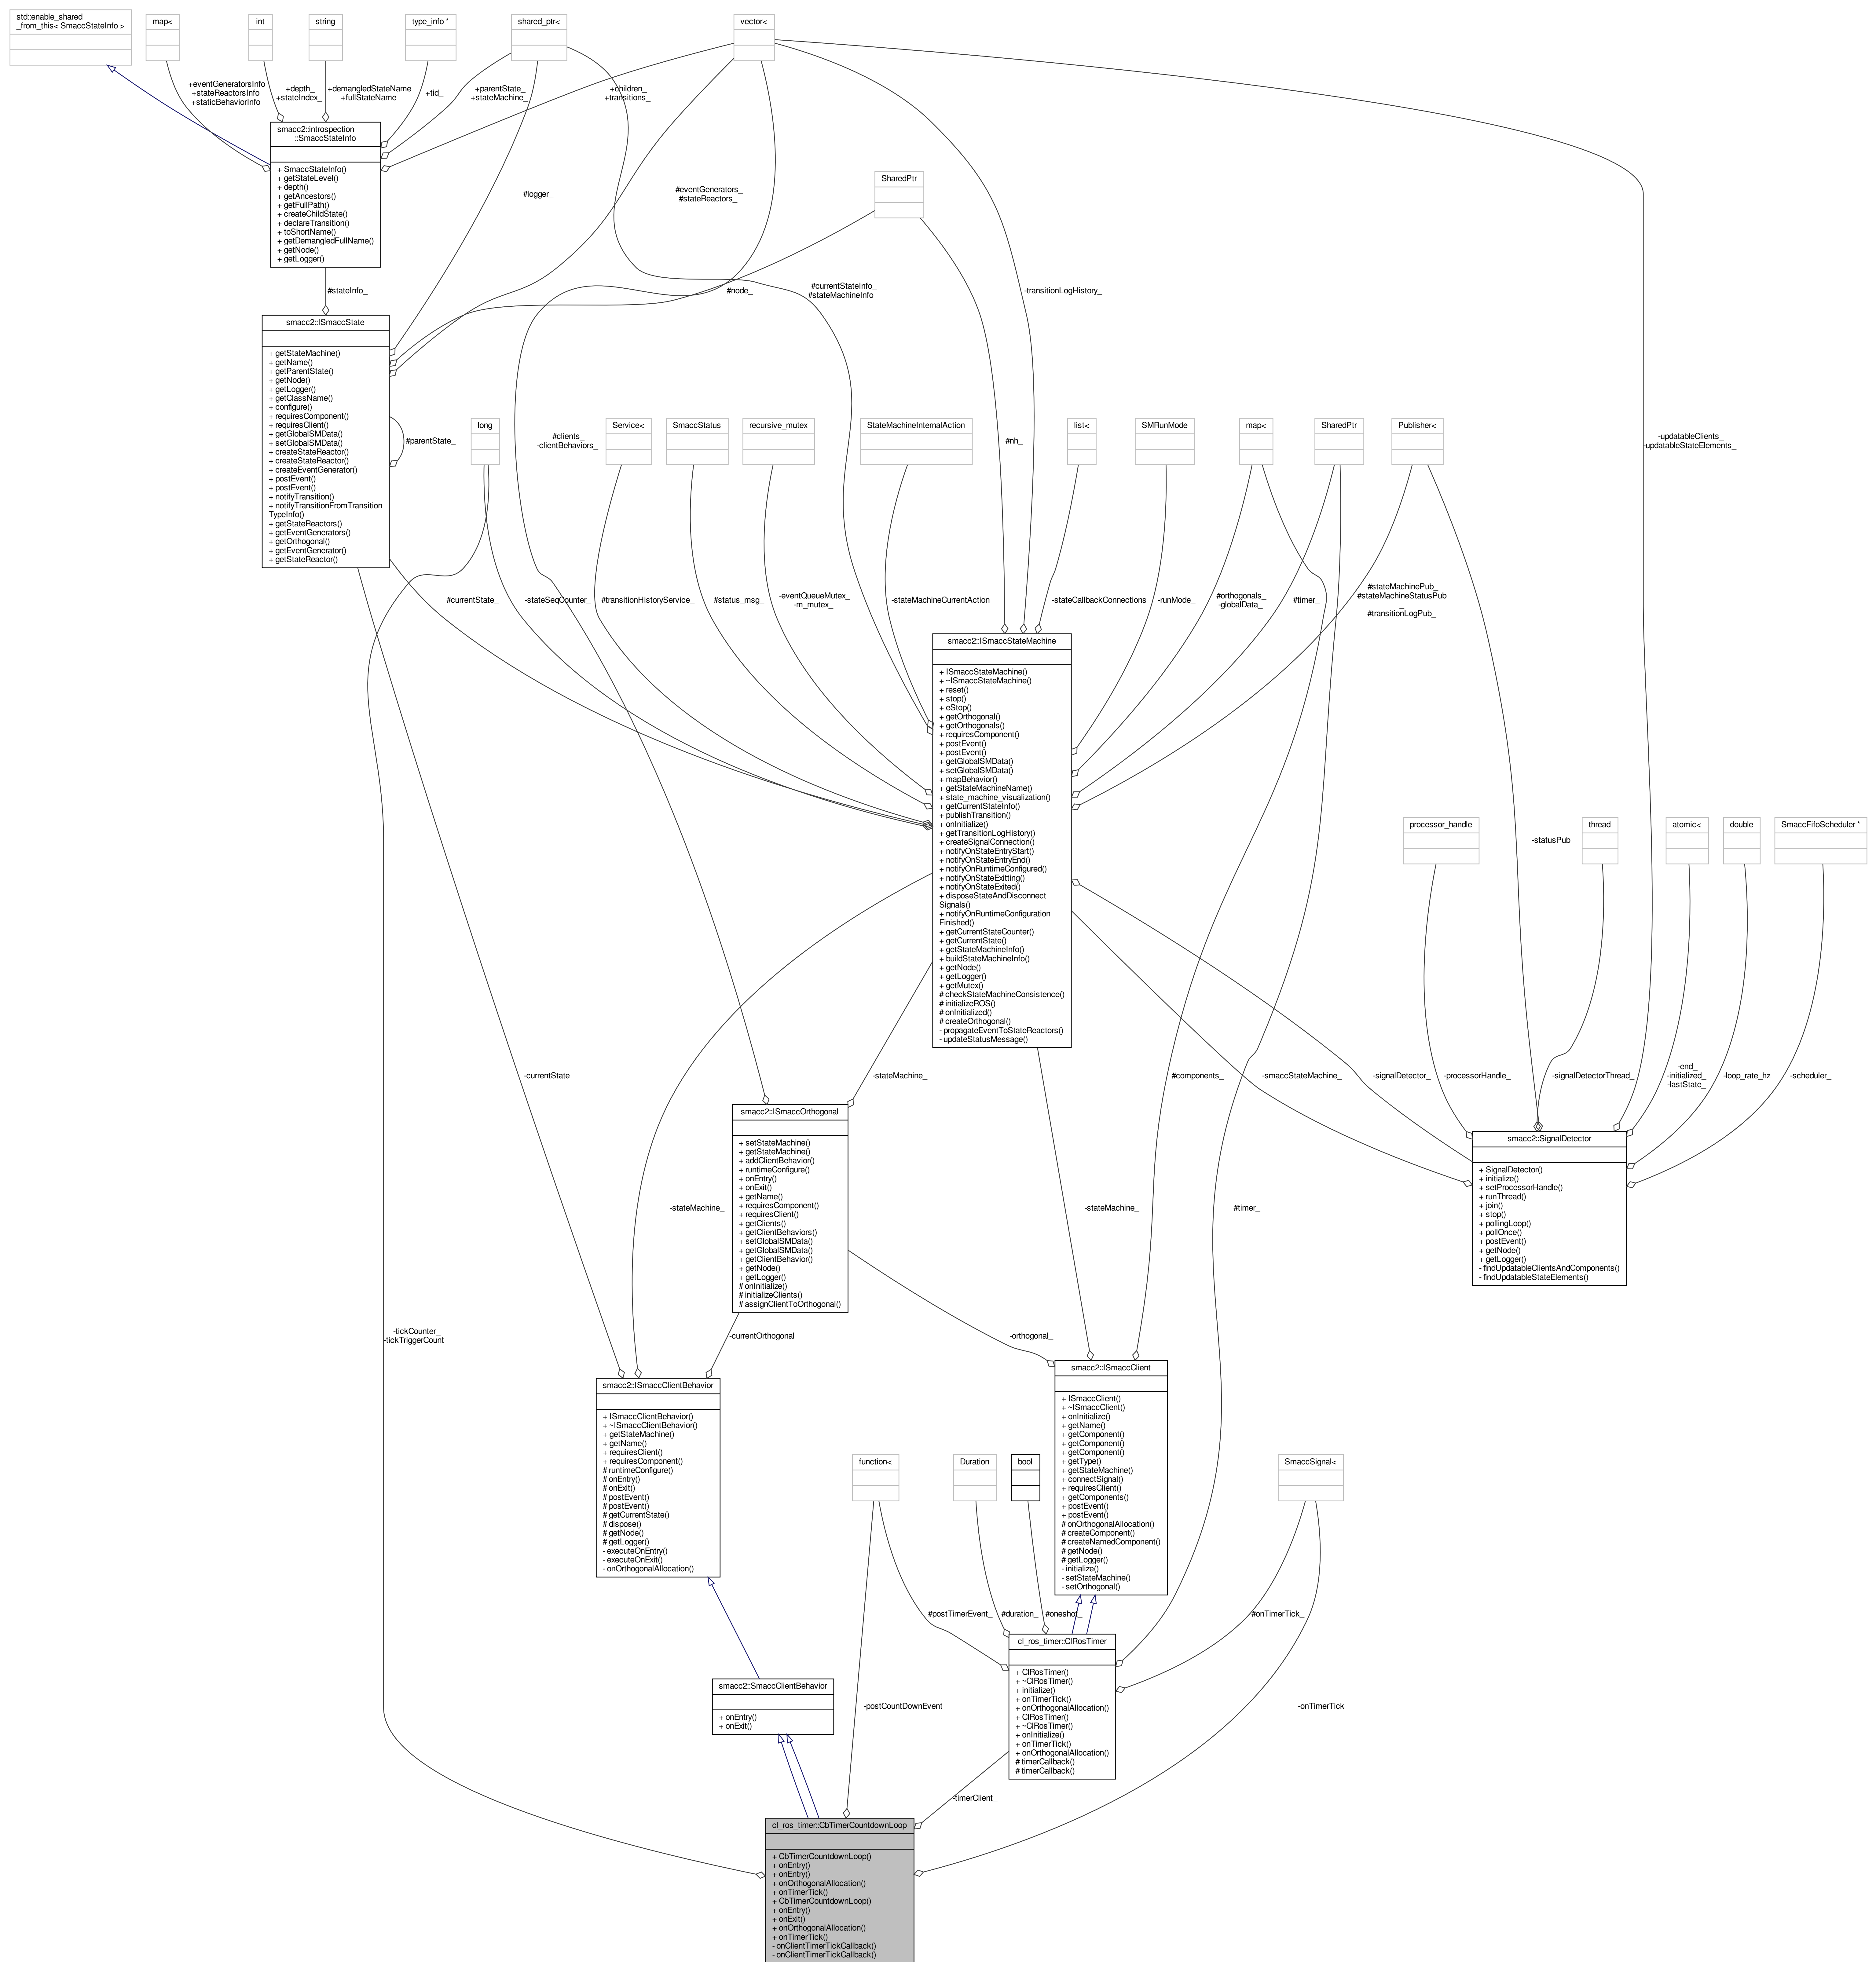 std::enable_shared
_from_this< SmaccStateInfo >
map<
int
string
type_info *
shared_ptr<
vector<
+eventGeneratorsInfo
+stateReactorsInfo
+staticBehaviorInfo
+depth_
+stateIndex_
+demangledStateName
+fullStateName
+tid_
+parentState_
+stateMachine_
+children_
+transitions_
smacc2::introspection
::SmaccStateInfo
+ SmaccStateInfo()
+ getStateLevel()
+ depth()
+ getAncestors()
+ getFullPath()
+ createChildState()
+ declareTransition()
+ toShortName()
+ getDemangledFullName()
+ getNode()
+ getLogger()
#logger_
#eventGenerators_
#stateReactors_
SharedPtr
#stateInfo_
#node_
#currentStateInfo_
#stateMachineInfo_
-transitionLogHistory_
smacc2::ISmaccState
+ getStateMachine()
+ getName()
+ getParentState()
+ getNode()
+ getLogger()
+ getClassName()
+ configure()
+ requiresComponent()
+ requiresClient()
+ getGlobalSMData()
+ setGlobalSMData()
+ createStateReactor()
+ createStateReactor()
+ createEventGenerator()
+ postEvent()
+ postEvent()
+ notifyTransition()
+ notifyTransitionFromTransition
TypeInfo()
+ getStateReactors()
+ getEventGenerators()
+ getOrthogonal()
+ getEventGenerator()
+ getStateReactor()
#parentState_
long
#clients_
-clientBehaviors_
Service<
SmaccStatus
recursive_mutex
StateMachineInternalAction
#nh_
list<
SMRunMode
map<
SharedPtr
Publisher<
-updatableClients_
-updatableStateElements_
#currentState_
-stateSeqCounter_
#transitionHistoryService_
#status_msg_
-eventQueueMutex_
-m_mutex_
-stateMachineCurrentAction
-stateCallbackConnections
-runMode_
#orthogonals_
-globalData_
#timer_
#stateMachinePub_
#stateMachineStatusPub
_
#transitionLogPub_
smacc2::ISmaccStateMachine
+ ISmaccStateMachine()
+ ~ISmaccStateMachine()
+ reset()
+ stop()
+ eStop()
+ getOrthogonal()
+ getOrthogonals()
+ requiresComponent()
+ postEvent()
+ postEvent()
+ getGlobalSMData()
+ setGlobalSMData()
+ mapBehavior()
+ getStateMachineName()
+ state_machine_visualization()
+ getCurrentStateInfo()
+ publishTransition()
+ onInitialize()
+ getTransitionLogHistory()
+ createSignalConnection()
+ notifyOnStateEntryStart()
+ notifyOnStateEntryEnd()
+ notifyOnRuntimeConfigured()
+ notifyOnStateExitting()
+ notifyOnStateExited()
+ disposeStateAndDisconnect
Signals()
+ notifyOnRuntimeConfiguration
Finished()
+ getCurrentStateCounter()
+ getCurrentState()
+ getStateMachineInfo()
+ buildStateMachineInfo()
+ getNode()
+ getLogger()
+ getMutex()
# checkStateMachineConsistence()
# initializeROS()
# onInitialized()
# createOrthogonal()
- propagateEventToStateReactors()
- updateStatusMessage()
processor_handle
-statusPub_
thread
atomic<
double
SmaccFifoScheduler *
-currentState
-stateMachine_
#components_
-smaccStateMachine_
-signalDetector_
-processorHandle_
-signalDetectorThread_
-end_
-initialized_
-lastState_
-loop_rate_hz
-scheduler_
smacc2::ISmaccOrthogonal
+ setStateMachine()
+ getStateMachine()
+ addClientBehavior()
+ runtimeConfigure()
+ onEntry()
+ onExit()
+ getName()
+ requiresComponent()
+ requiresClient()
+ getClients()
+ getClientBehaviors()
+ setGlobalSMData()
+ getGlobalSMData()
+ getClientBehavior()
+ getNode()
+ getLogger()
# onInitialize()
# initializeClients()
# assignClientToOrthogonal()
smacc2::SignalDetector
+ SignalDetector()
+ initialize()
+ setProcessorHandle()
+ runThread()
+ join()
+ stop()
+ pollingLoop()
+ pollOnce()
+ postEvent()
+ getNode()
+ getLogger()
- findUpdatableClientsAndComponents()
- findUpdatableStateElements()
-stateMachine_
-stateMachine_
#timer_
-tickCounter_
-tickTriggerCount_
-currentOrthogonal
-orthogonal_
smacc2::ISmaccClientBehavior
+ ISmaccClientBehavior()
+ ~ISmaccClientBehavior()
+ getStateMachine()
+ getName()
+ requiresClient()
+ requiresComponent()
# runtimeConfigure()
# onEntry()
# onExit()
# postEvent()
# postEvent()
# getCurrentState()
# dispose()
# getNode()
# getLogger()
- executeOnEntry()
- executeOnExit()
- onOrthogonalAllocation()
smacc2::ISmaccClient
+ ISmaccClient()
+ ~ISmaccClient()
+ onInitialize()
+ getName()
+ getComponent()
+ getComponent()
+ getComponent()
+ getType()
+ getStateMachine()
+ connectSignal()
+ requiresClient()
+ getComponents()
+ postEvent()
+ postEvent()
# onOrthogonalAllocation()
# createComponent()
# createNamedComponent()
# getNode()
# getLogger()
- initialize()
- setStateMachine()
- setOrthogonal()
function<
Duration
bool
SmaccSignal<
#postTimerEvent_
#duration_
#oneshot_
#onTimerTick_
cl_ros_timer::ClRosTimer
+ ClRosTimer()
+ ~ClRosTimer()
+ initialize()
+ onTimerTick()
+ onOrthogonalAllocation()
+ ClRosTimer()
+ ~ClRosTimer()
+ onInitialize()
+ onTimerTick()
+ onOrthogonalAllocation()
# timerCallback()
# timerCallback()
smacc2::SmaccClientBehavior
+ onEntry()
+ onExit()
-postCountDownEvent_
-onTimerTick_
-timerClient_
cl_ros_timer::CbTimerCountdownLoop
+ CbTimerCountdownLoop()
+ onEntry()
+ onEntry()
+ onOrthogonalAllocation()
+ onTimerTick()
+ CbTimerCountdownLoop()
+ onEntry()
+ onExit()
+ onOrthogonalAllocation()
+ onTimerTick()
- onClientTimerTickCallback()
- onClientTimerTickCallback()